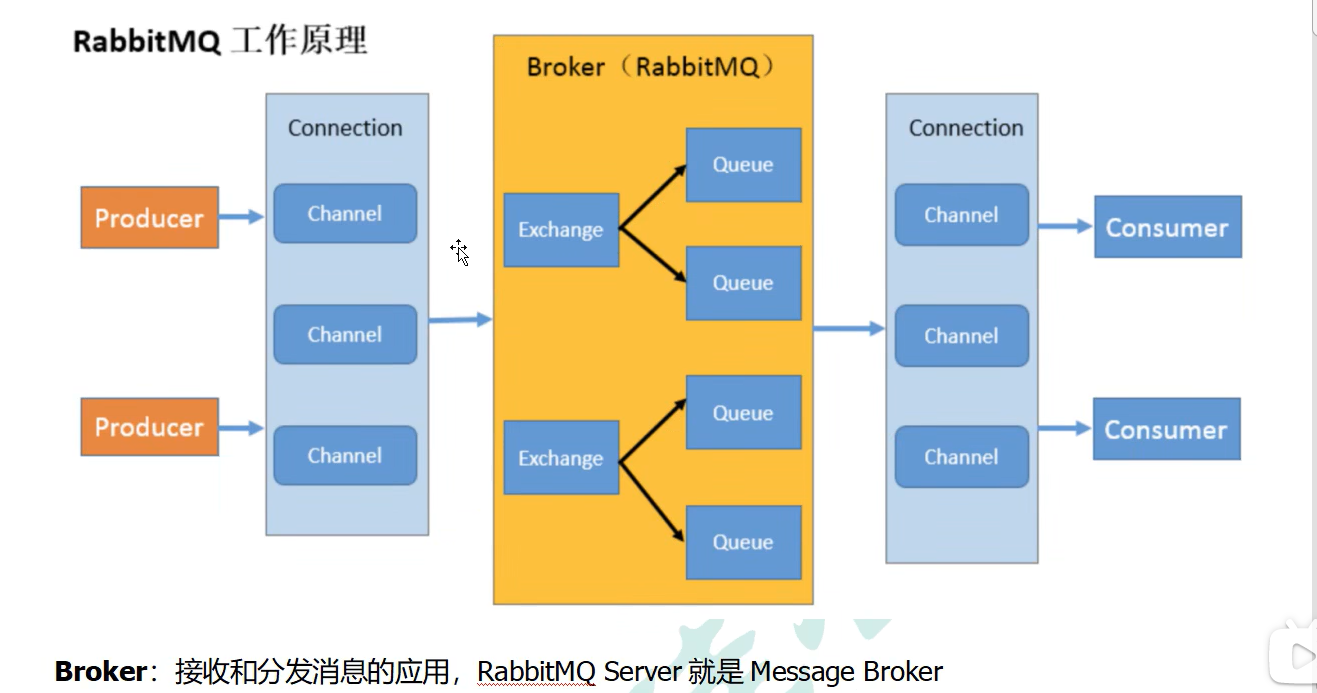 RabbitMQ 工作原理
Broker（RabbitMQ）
Connection
Channel
Channel
Channel
Producer
Producer
Exchange
Queue
Queue
Exchange
Queue
Queue
Connection
Channel
Channel
Channel
Consumer
Consumer
Broker：接收和分发消息的应用，RabbitMQ Server 就是 Message Broker